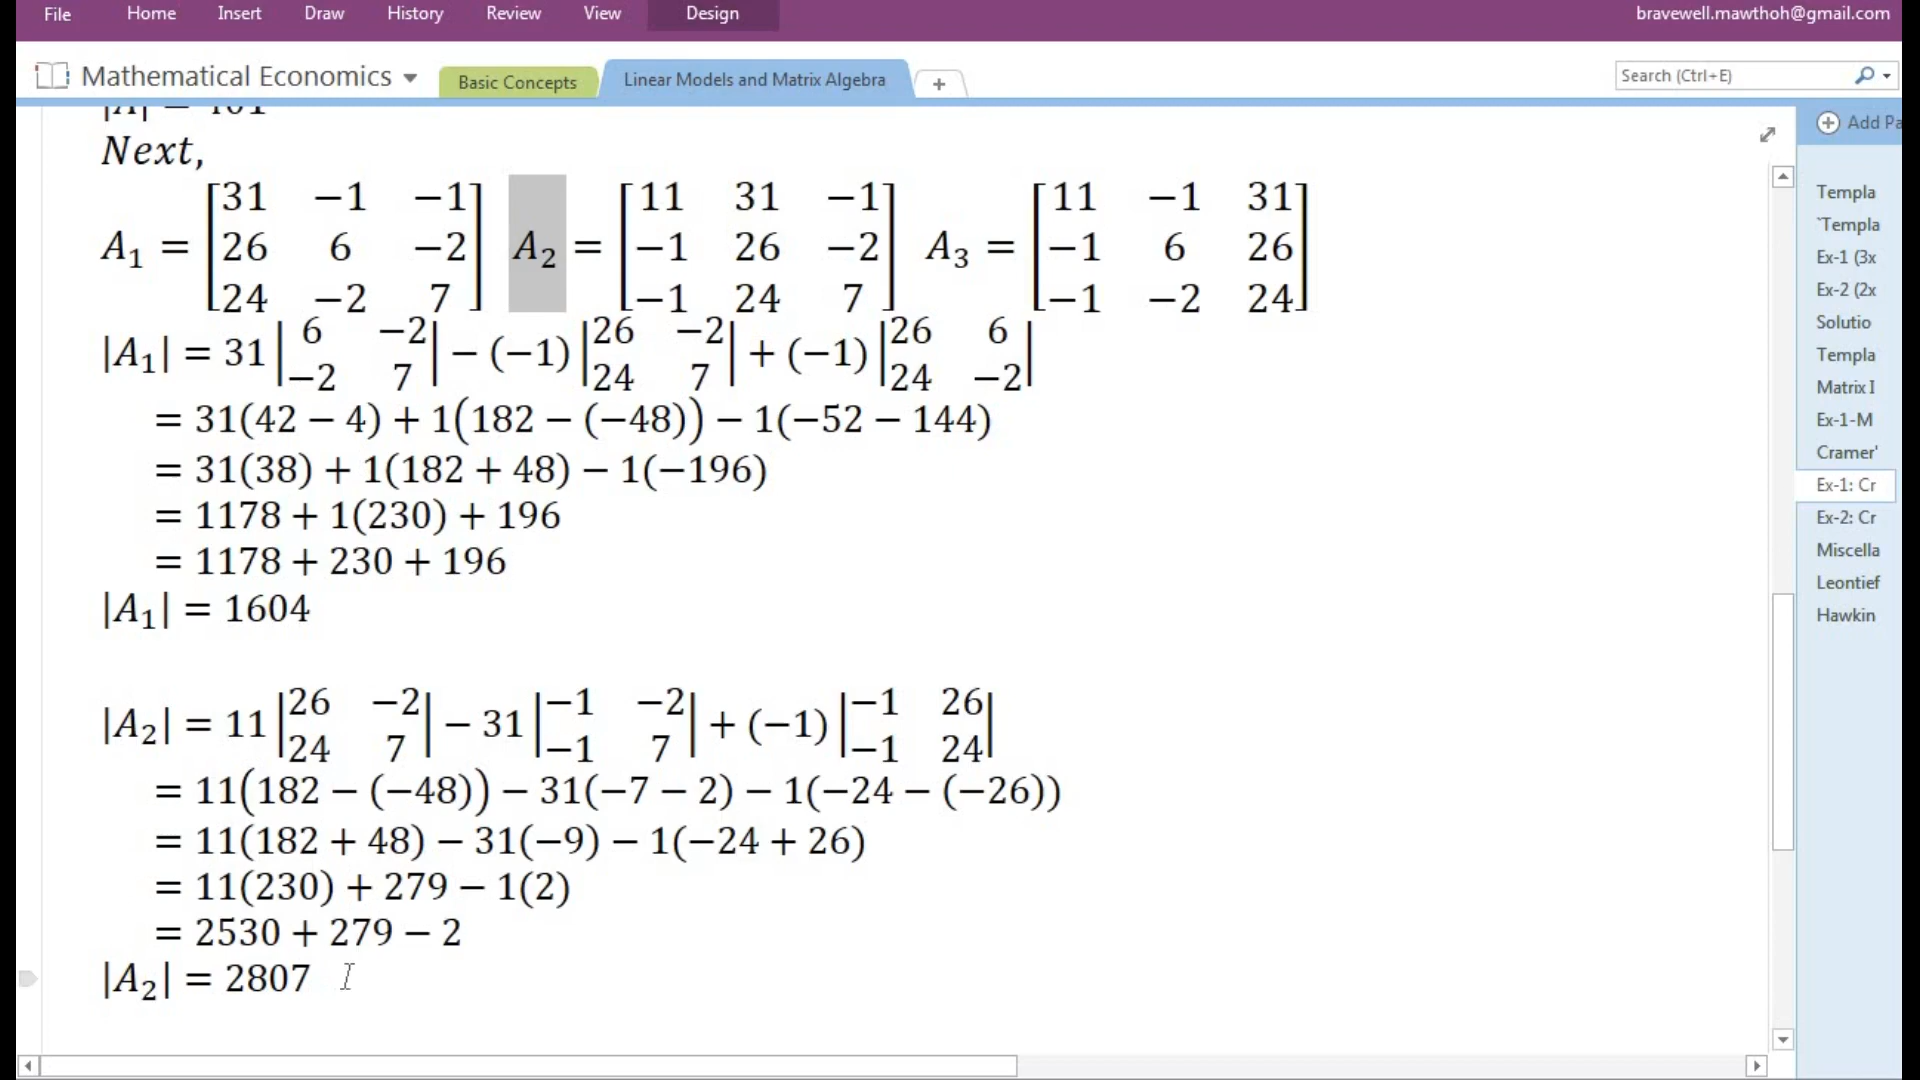 File Home Insert Draw History Review View Design bravewell.mawthoh@gmail.com
Mathematical Economics Basic Concepts Linear Models and Matrix Algebra + Search (Ctrl+E)
Add Pa
Next,
A₁ = [31 −1 −1; 26 6 −2; 24 −2 7] A₂ = [11 31 −1; −1 26 −2; −1 24 7] A₃ = [11 −1 31; −1 6 26; −1 −2 24]
|A₁| = 31 |6 −2; −2 7| − (−1) |26 −2; 24 7| + (−1) |26 6; 24 −2|
= 31(42 − 4) + 1(182 − (−48)) − 1(−52 − 144)
= 31(38) + 1(182 + 48) − 1(−196)
= 1178 + 1(230) + 196
= 1178 + 230 + 196
|A₁| = 1604
|A₂| = 11 |26 −2; 24 7| − 31 |−1 −2; −1 7| + (−1) |−1 26; −1 24|
= 11(182 − (−48)) − 31(−7 − 2) − 1(−24 − (−26))
= 11(182 + 48) − 31(−9) − 1(−24 + 26)
= 11(230) + 279 − 1(2)
= 2530 + 279 − 2
|A₂| = 2807
Templa
`Templa
Ex-1 (3x
Ex-2 (2x
Solutio
Templa
Matrix I
Ex-1-M
Cramer'
Ex-1: Cr
Ex-2: Cr
Miscella
Leontief
Hawkin